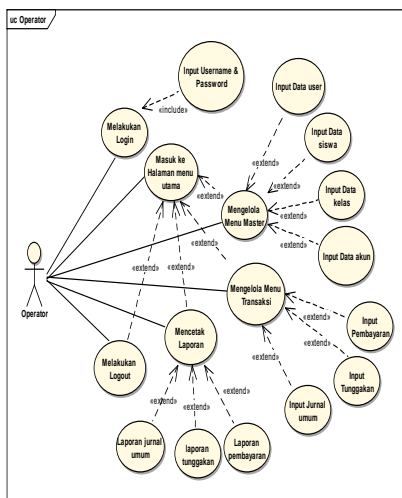 uc Operator
Input Username &
Password
«include»
Melakukan
Login
Input Data user
Input Data
siswa
Masuk ke
Halaman menu
utama
«extend»
«extend»
«extend»
Input Data
kelas
Mengelola
Menu Master
«extend»
«extend»
Input Data akun
«extend»
Mengelola Menu
Transaksi
«extend»
«extend»
Operator
Mencetak
Laporan
«extend»
Input
Pembayaran
Melakukan
Logout
«extend»
Input
Tunggakan
«extend»
«extend»
«extend»
«extend»
Input Jurnal
umum
Laporan jurnal
umum
laporan
tunggakan
Laporan
pembayaran